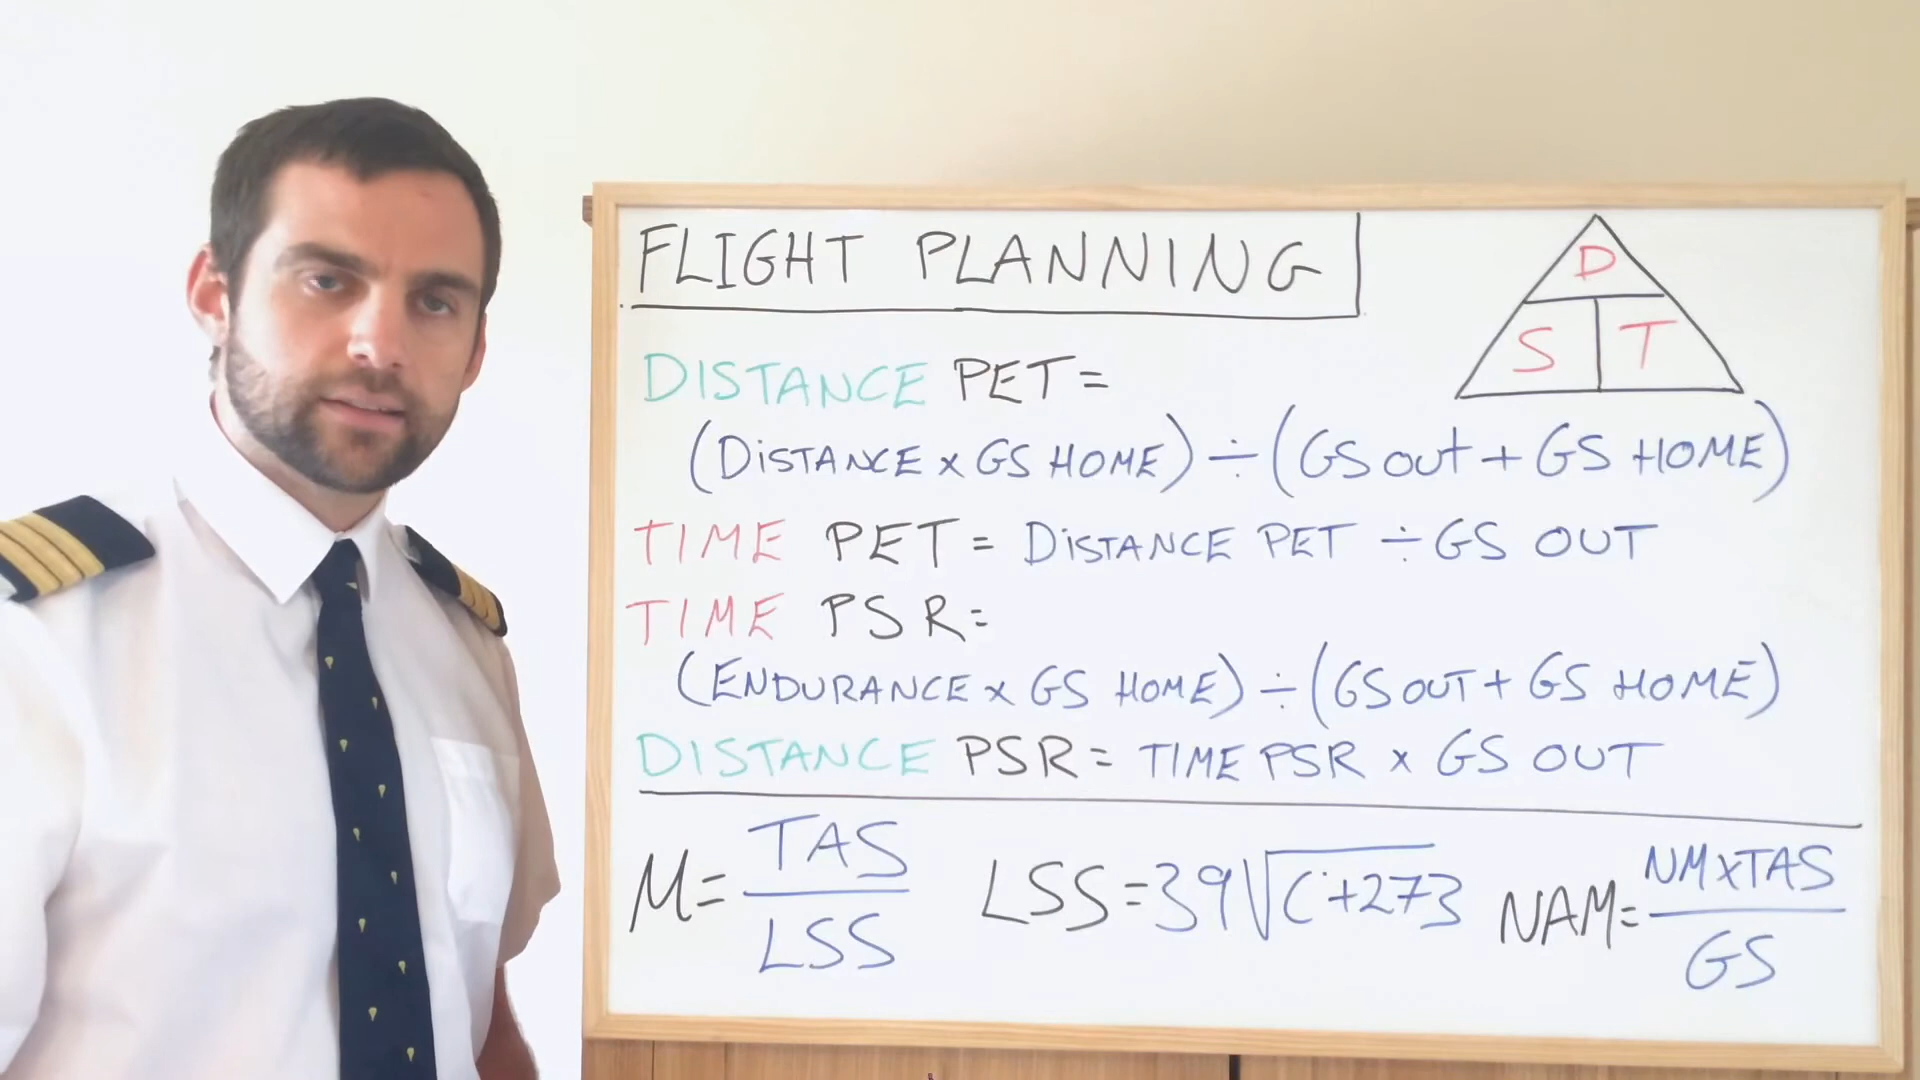 FLIGHT PLANNING
D
S T
DISTANCE PET =
(DISTANCE x GS HOME) ÷ (GS OUT + GS HOME)
TIME PET = DISTANCE PET ÷ GS OUT
TIME PSR =
(ENDURANCE x GS HOME) ÷ (GS OUT + GS HOME)
DISTANCE PSR = TIME PSR x GS OUT
M = TAS / LSS
LSS = 39√C°+273
NAM = NM x TAS / GS